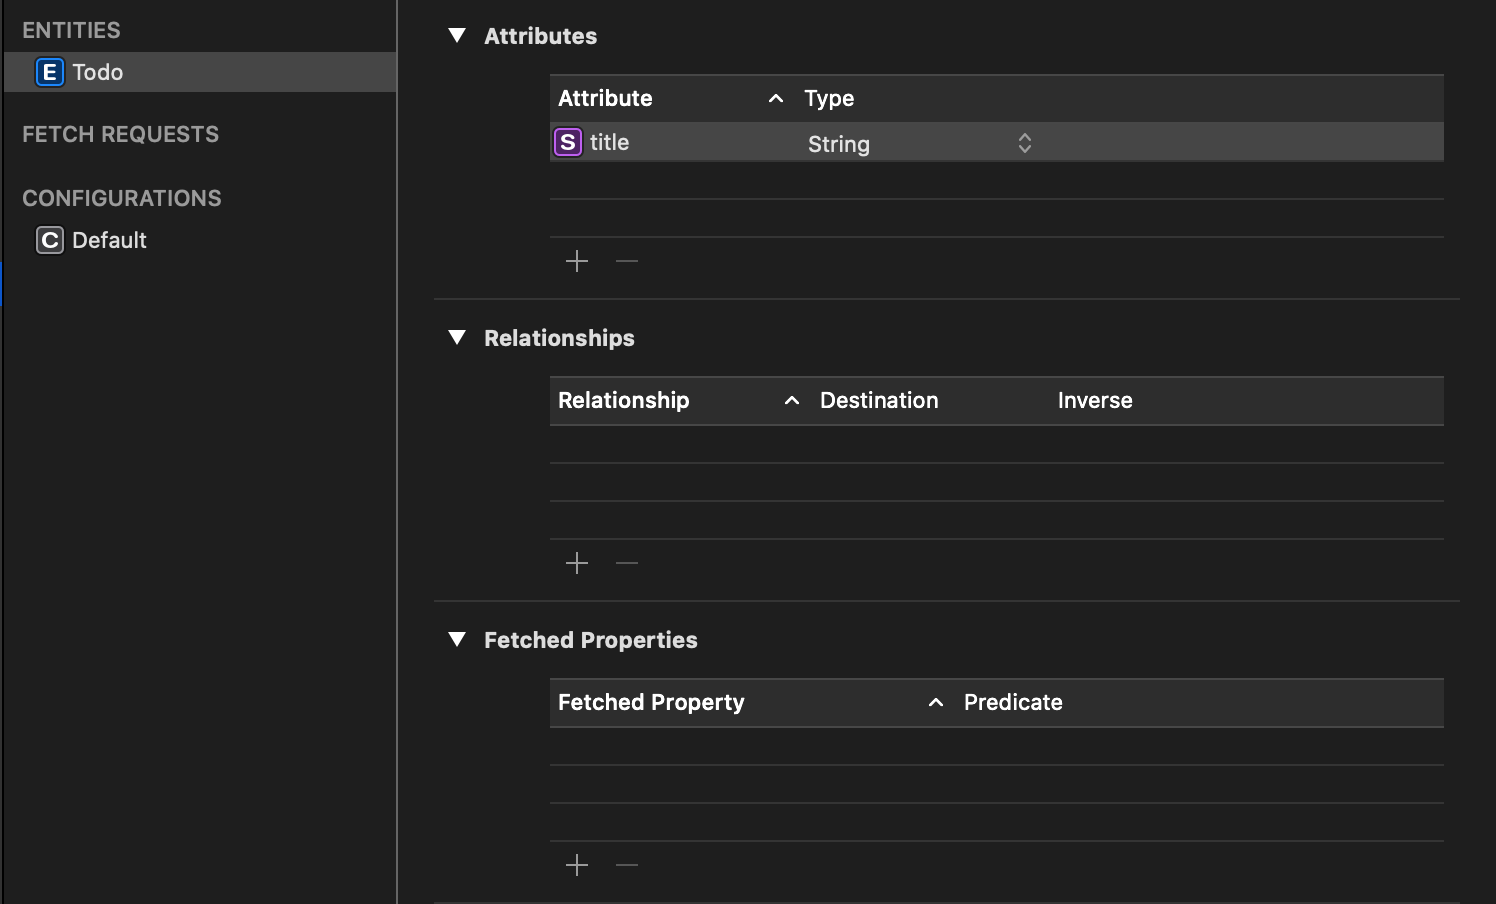 ENTITIES
E Todo
FETCH REQUESTS
CONFIGURATIONS
C Default
Attributes
Attribute Type
S title String
Relationships
Relationship Destination Inverse
Fetched Properties
Fetched Property Predicate